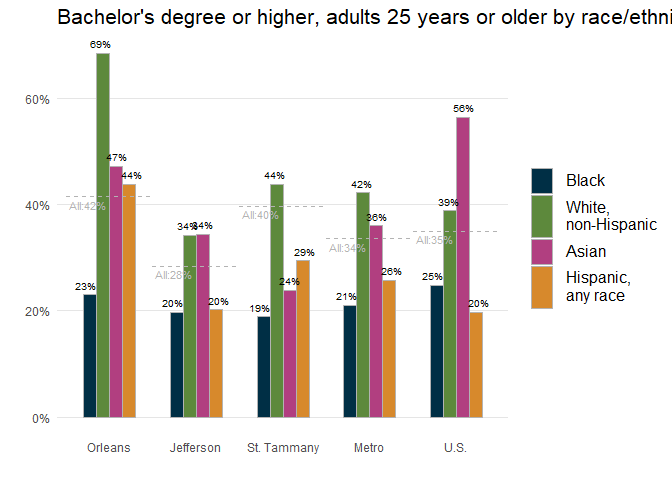 Bachelor's degree or higher, adults 25 years or older by race/ethni
69%
60%
56%
47%
44%
44%
42%
39%
40%
All:42%
All:40%
34%
34%
36%
All:35%
All:34%
29%
All:28%
26%
23%
20%
20%
19%
24%
21%
25%
20%
20%
0%
Orleans
Jefferson
St. Tammany
Metro
U.S.
Black
White,
non-Hispanic
Asian
Hispanic,
any race